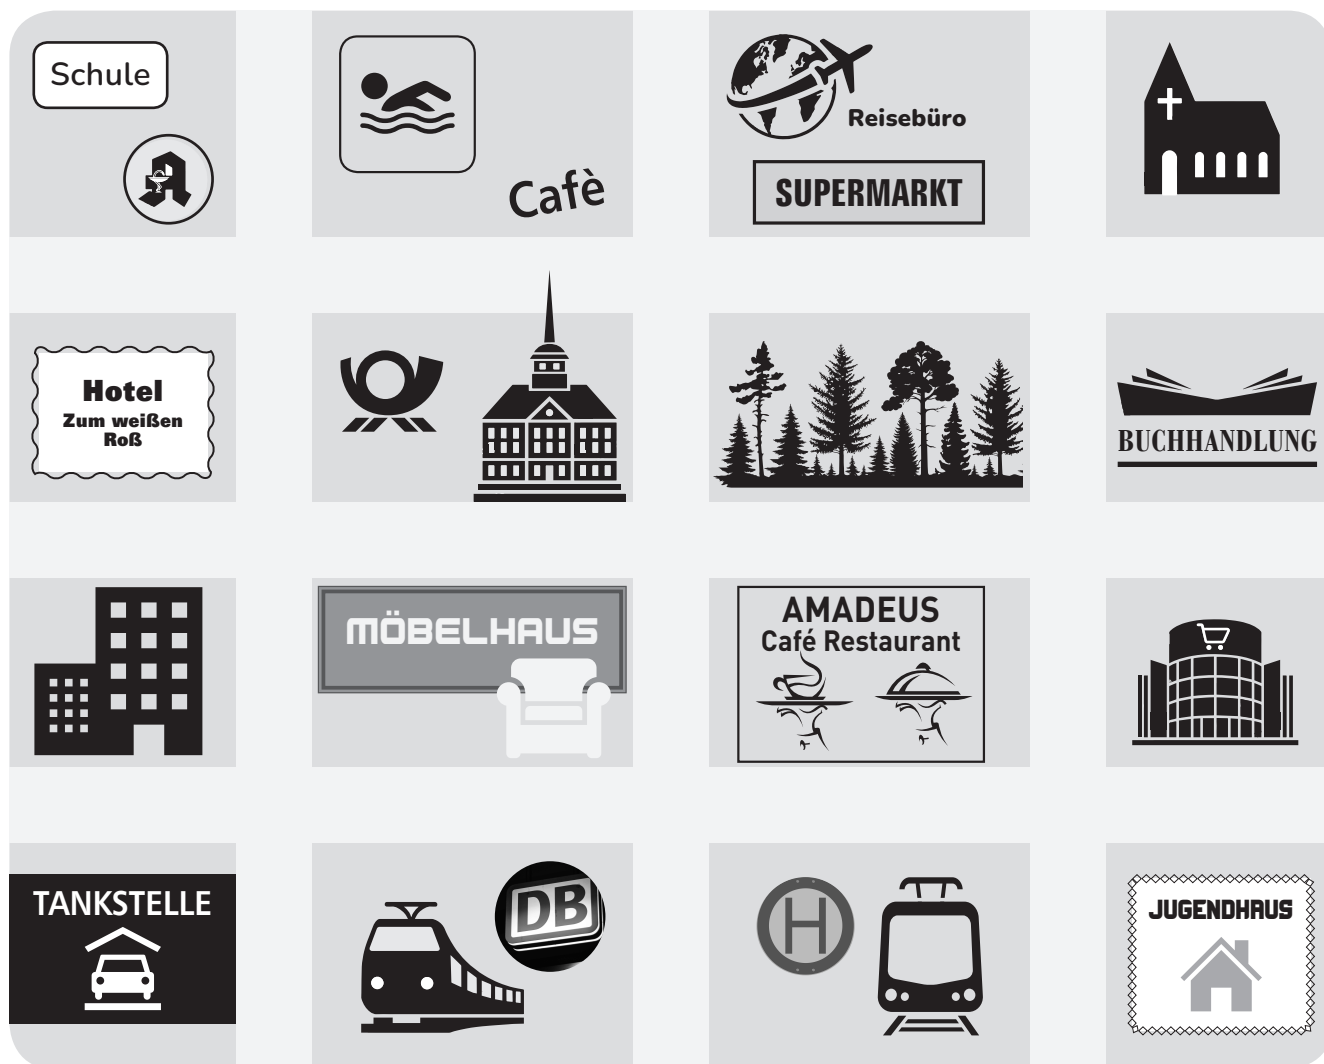 Schule
Cafè
Reisebüro
SUPERMARKT
Hotel
Zum weißen
Roß
BUCHHANDLUNG
MÖBELHAUS
AMADEUS
Café Restaurant
TANKSTELLE
DB
H
JUGENDHAUS